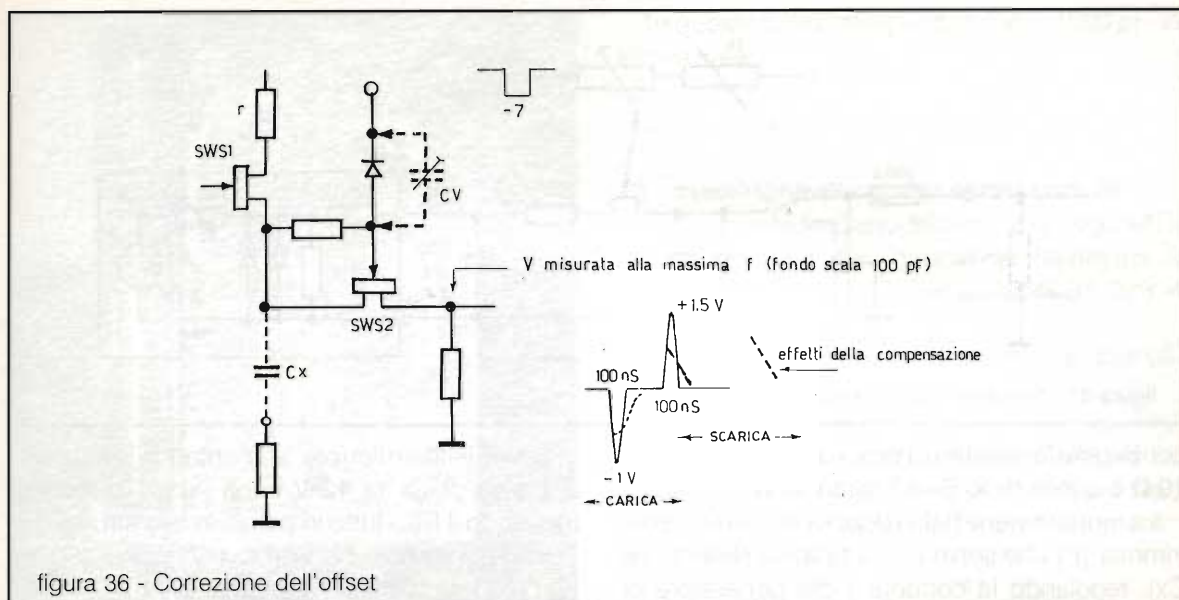 -7
r
SWS1
CV
V misurata alla massima f (fondo scala 100 pF)
SWS2
+1.5 V
effetti della compensazione
100 nS
Cx
100 nS
SCARICA
-1 V
CARICA
figura 36 - Correzione dell'offset